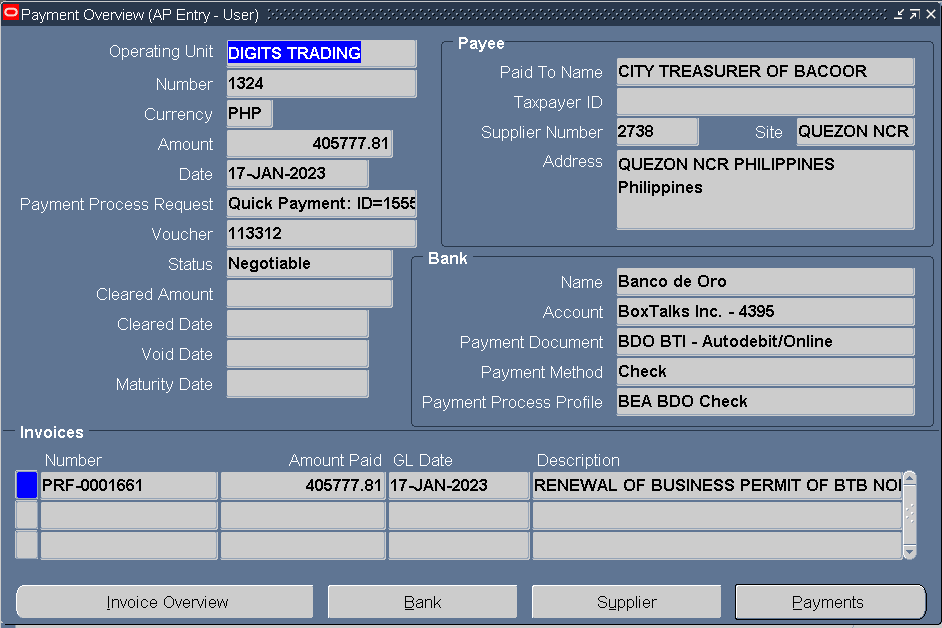 Payment Overview (AP Entry - User)
Operating Unit DIGITS TRADING
Number 1324
Currency PHP
Amount 405777.81
Date 17-JAN-2023
Payment Process Request Quick Payment: ID=1555
Voucher 113312
Status Negotiable
Cleared Amount
Cleared Date
Void Date
Maturity Date
Payee
Paid To Name CITY TREASURER OF BACOOR
Taxpayer ID
Supplier Number 2738 Site QUEZON NCR
Address QUEZON NCR PHILIPPINES
Philippines
Bank
Name Banco de Oro
Account BoxTalks Inc. - 4395
Payment Document BDO BTI - Autodebit/Online
Payment Method Check
Payment Process Profile BEA BDO Check
Invoices
Number Amount Paid GL Date Description
PRF-0001661 405777.81 17-JAN-2023 RENEWAL OF BUSINESS PERMIT OF BTB
Invoice Overview Bank Supplier Payments